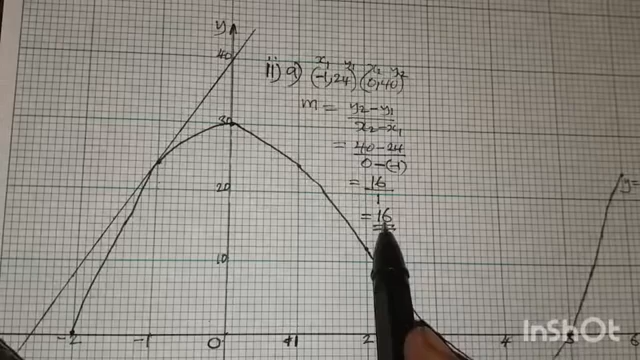 y
40
x₁ y₁ x₂ y₂
ii) a) (-1, 24) (0, 40)
m = y₂ - y₁
x₂ - x₁
30
= 40 - 24
0 - (-1)
20
= 16
1
= 16
y=
10
-2 -1 0 1 2 4
InShOt